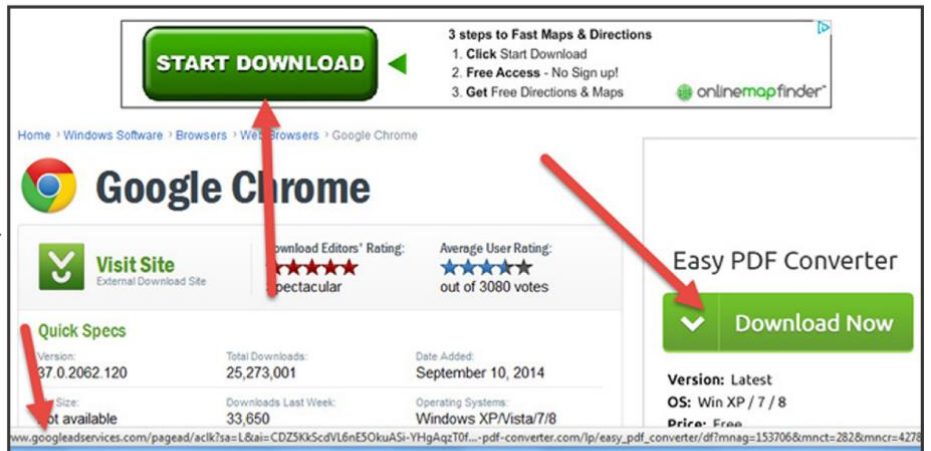 START DOWNLOAD
3 steps to Fast Maps & Directions
1. Click Start Download
2. Free Access - No Sign up!
3. Get Free Directions & Maps
onlinemapfinder
Home › Windows Software › Browsers › Web Browsers › Google Chrome
Google Chrome
Visit Site
External Download Site
Download Editors' Rating:
Spectacular
Average User Rating:
out of 3080 votes
Quick Specs
Version:
37.0.2062.120
Total Downloads:
25,273,001
Date Added:
September 10, 2014
Size:
Not available
Downloads Last Week:
33,650
Operating Systems:
Windows XP/Vista/7/8
Easy PDF Converter
Download Now
Version: Latest
OS: Win XP / 7 / 8
Price: Free
ww.googleadservices.com/pagead/aclk?sa=L&ai=CDZ5KkScdVL6nE5OkuASi-YHgAqzT0f...-pdf-converter.com/lp/easy_pdf_converter/df?mnag=153706&mnct=282&mncr=4278